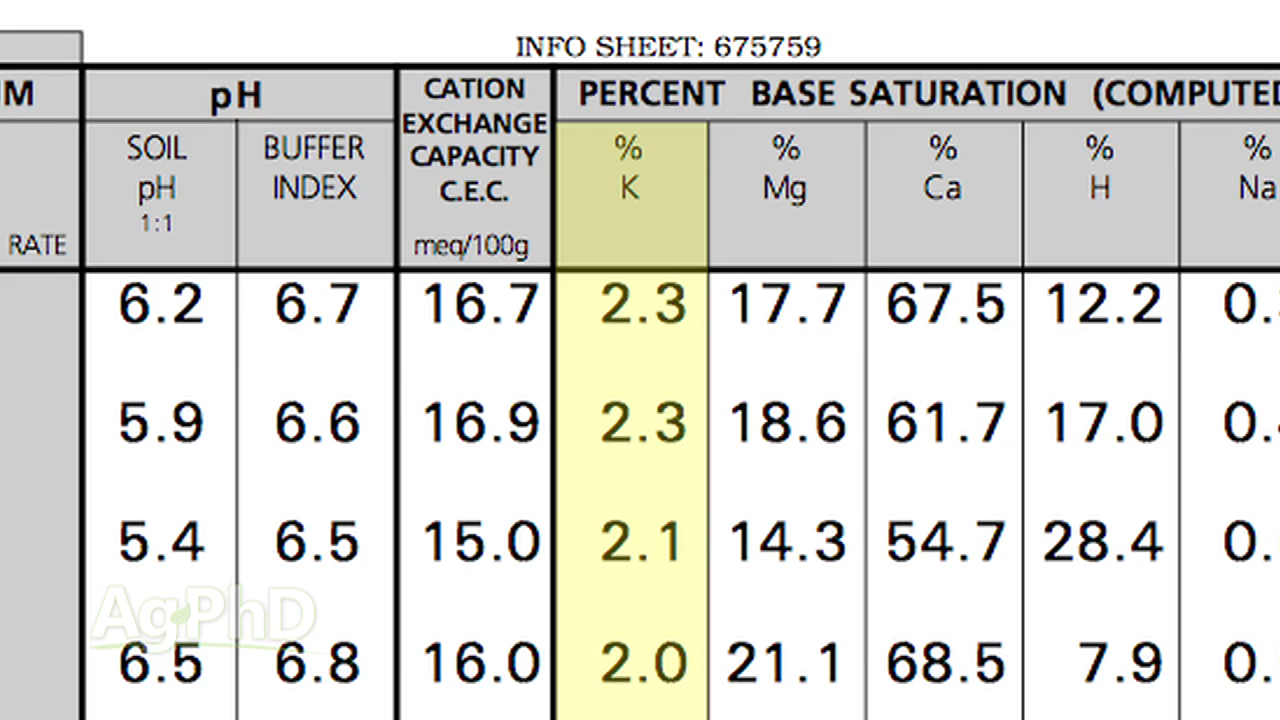 INFO SHEET: 675759
pH
CATION EXCHANGE CAPACITY C.E.C. meq/100g
PERCENT BASE SATURATION
RATE
SOIL pH 1:1
BUFFER INDEX
% K
% Mg
% Ca
% H
% Na
6.2 6.7 16.7 2.3 17.7 67.5 12.2
5.9 6.6 16.9 2.3 18.6 61.7 17.0
5.4 6.5 15.0 2.1 14.3 54.7 28.4
AgPhD
6.5 6.8 16.0 2.0 21.1 68.5 7.9